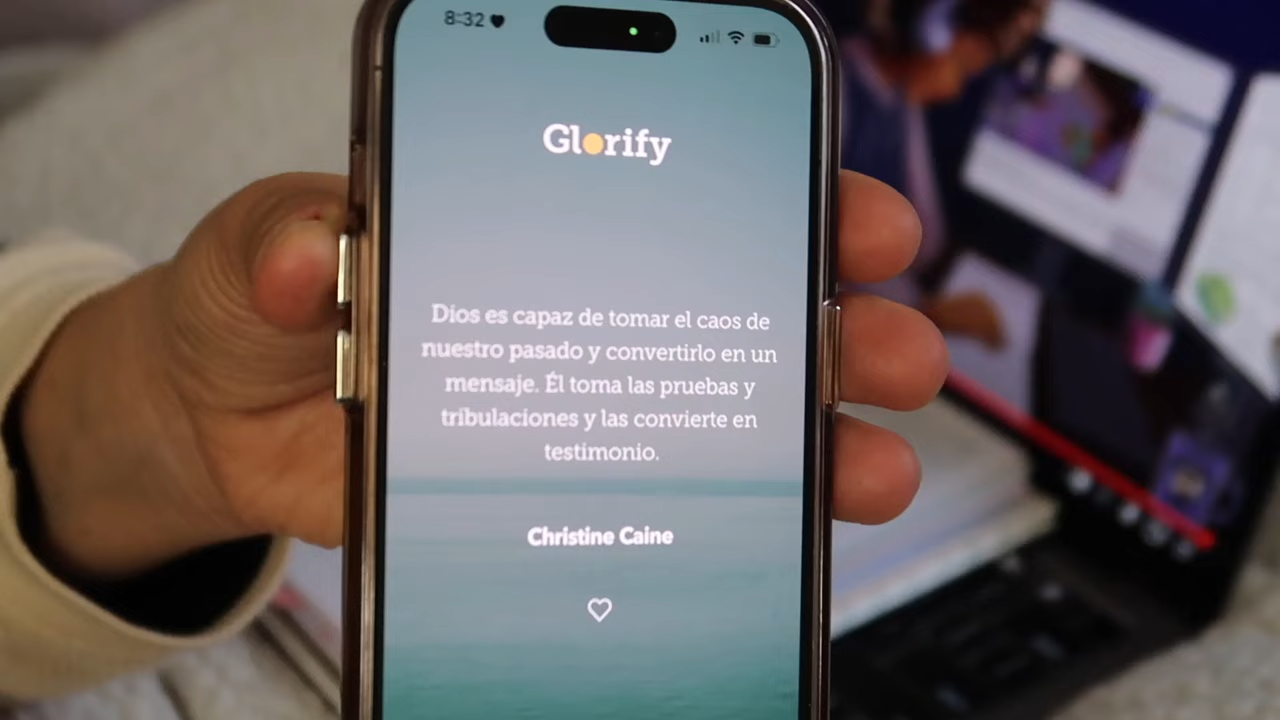 8:32
Glorify
Dios es capaz de tomar el caos de
nuestro pasado y convertirlo en un
mensaje. Él toma las pruebas y
tribulaciones y las convierte en
testimonio.
Christine Caine